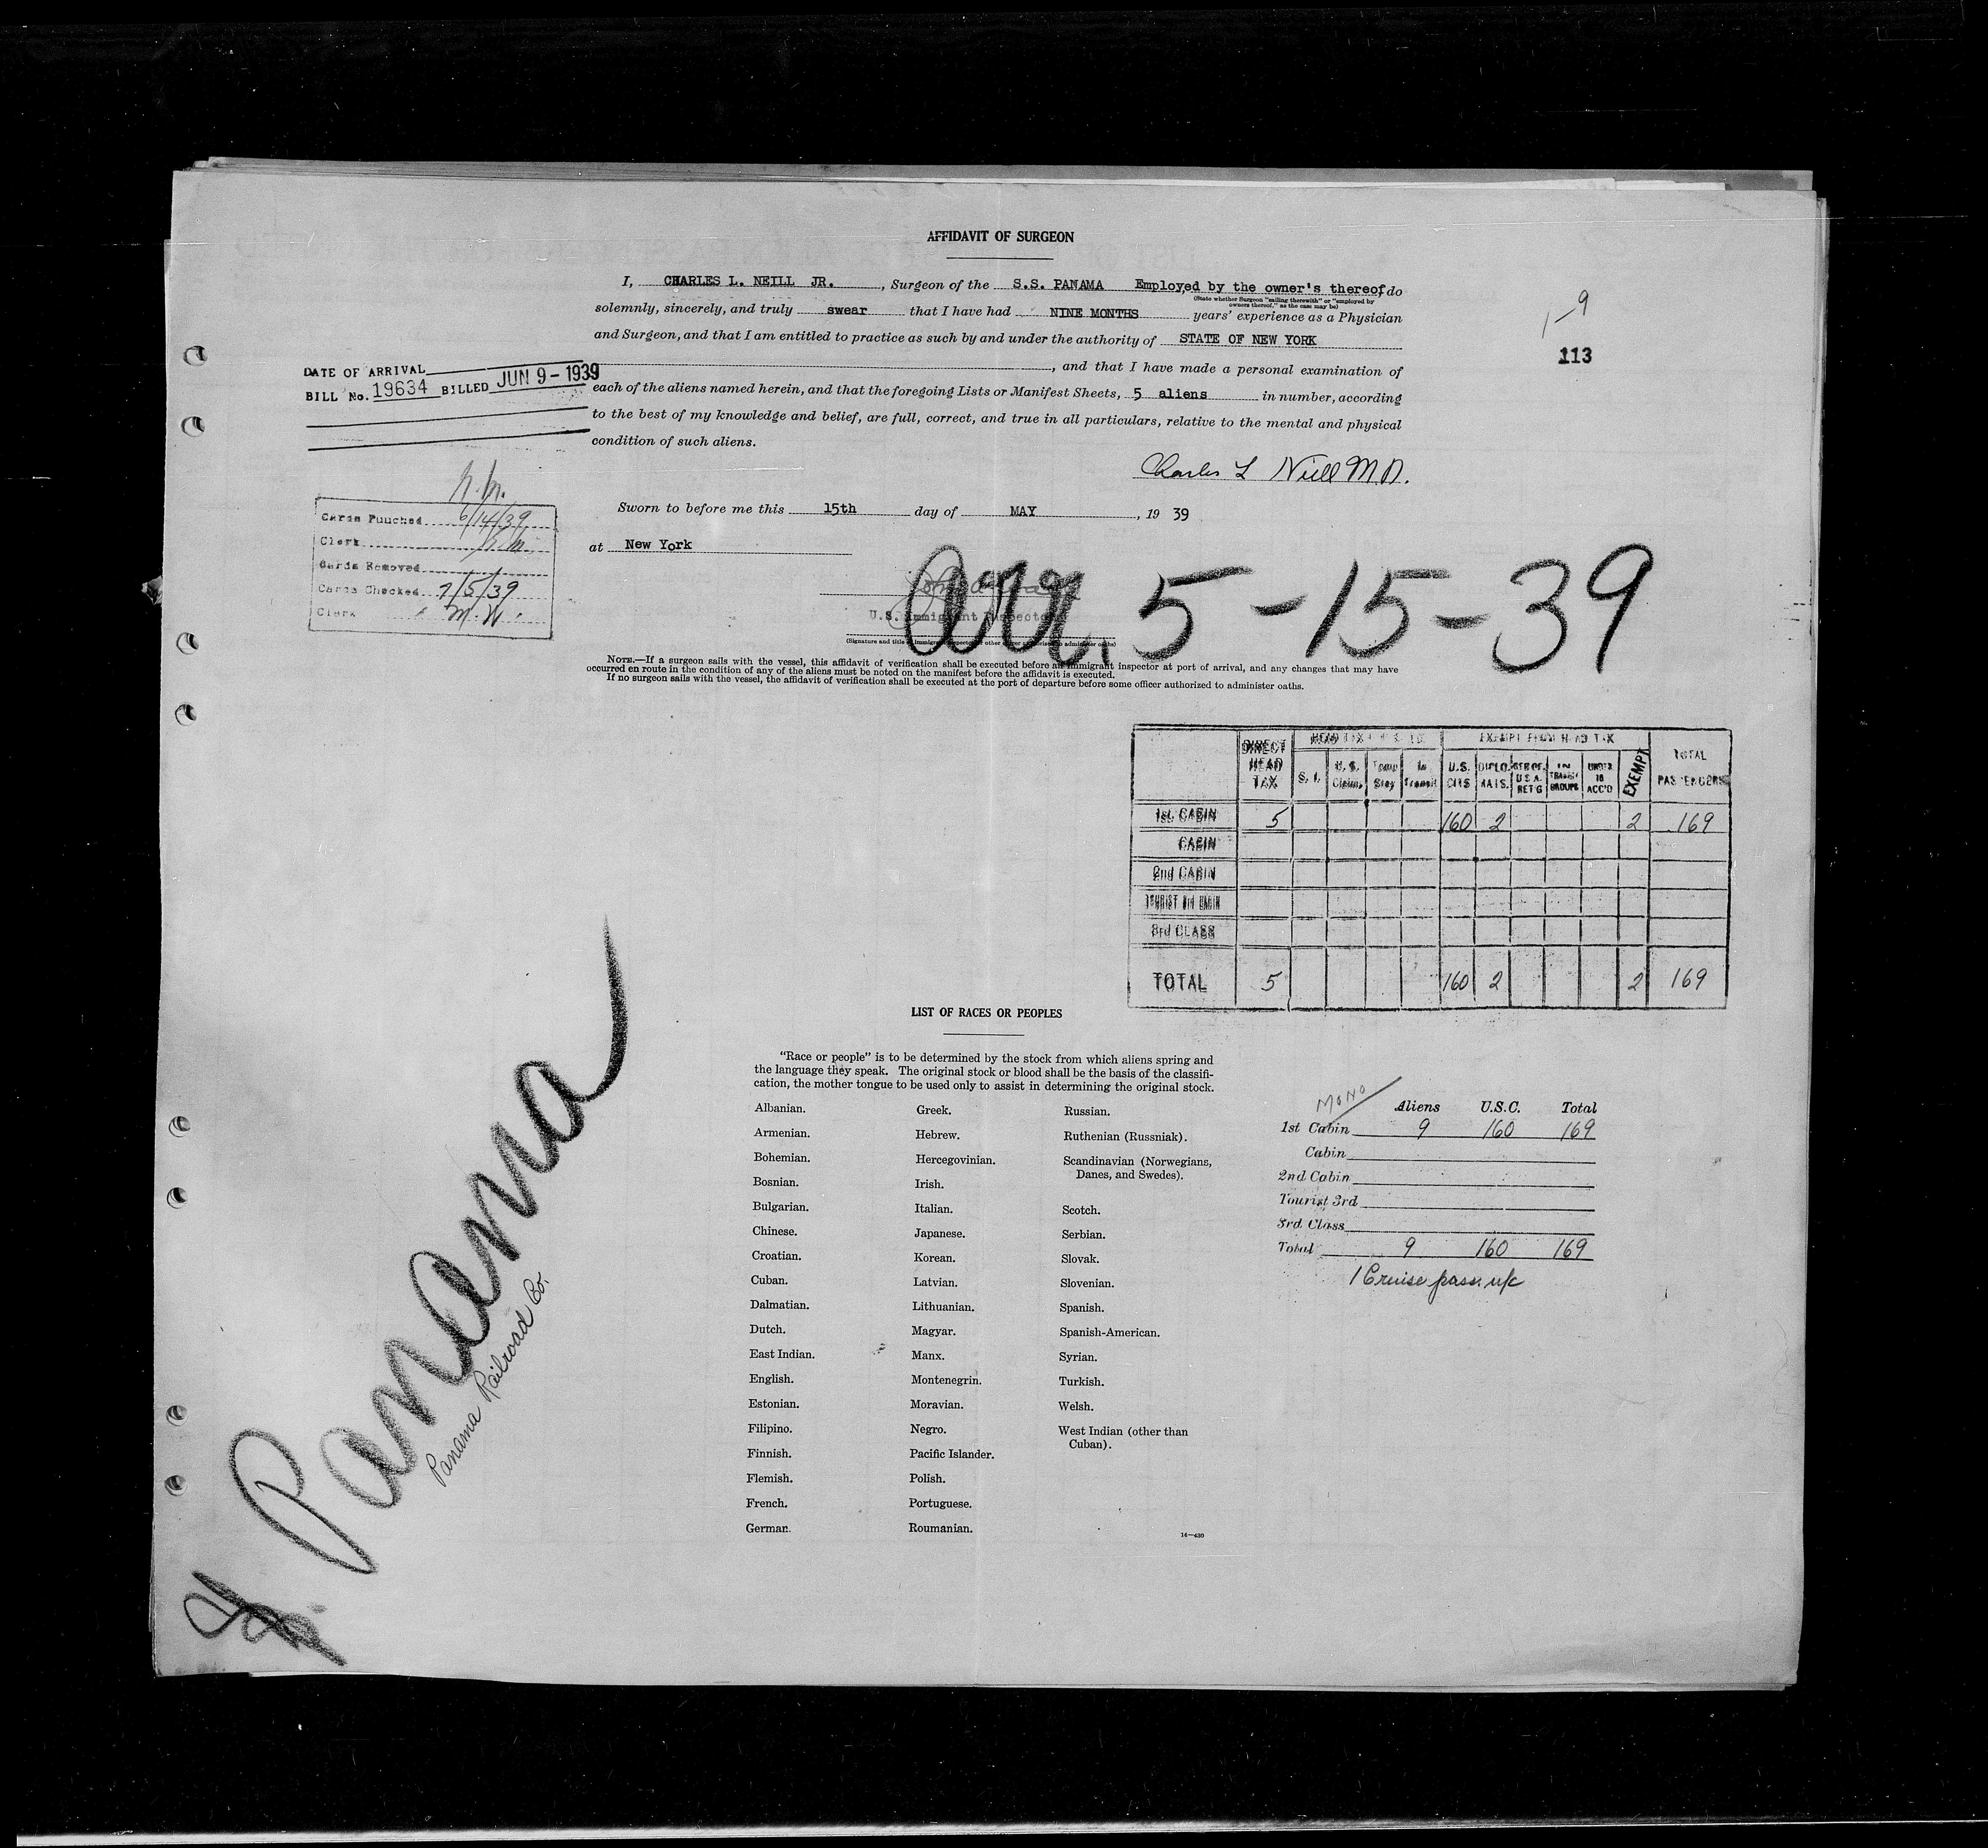 AFFIDAVIT OF SURGEON
I, CHARLES L. NEILL JR. , Surgeon of the S.S. PANAMA Employed by the owner's thereof, do
(State whether Surgeon "sailing therewith" or "employed by
owners thereof," as the case may be)
solemnly, sincerely, and truly swear that I have had NINE MONTHS years' experience as a Physician
and Surgeon, and that I am entitled to practice as such by and under the authority of STATE OF NEW YORK
, and that I have made a personal examination of
each of the aliens named herein, and that the foregoing Lists or Manifest Sheets, 5 aliens in number, according
to the best of my knowledge and belief, are full, correct, and true in all particulars, relative to the mental and physical
condition of such aliens.
1-9
113
DATE OF ARRIVAL
BILL No. 19634 BILLED JUN 9-1939
Charles L Neill M.D.
Sworn to before me this 15th day of MAY , 19 39
at New York
Cards Punched 6/14/39
Clerk
Cards Removed
Cards Checked 7/5/39
Clerk M.W.
arr. 5-15-39
U.S. Immigrant Inspector
NOTE.—If a surgeon sails with the vessel, this affidavit of verification shall be executed before an immigrant inspector at port of arrival, and any changes that may have
occurred en route in the condition of any of the aliens must be noted on the manifest before the affidavit is executed.
If no surgeon sails with the vessel, the affidavit of verification shall be executed at the port of departure before some officer authorized to administer oaths.
DIRECT HEAD TAX
S. I.
U. S. Claim.
Temp Stay
In Transit
EXEMPT FROM HEAD TAX
U.S. CITS
DIPLOMATS.
UNDER 16 ACC'D
EXEMPT
TOTAL PASSENGERS
1st CABIN 5 160 2 2 169
CABIN
2nd CABIN
TOURIST 3rd CABIN
3rd CLASS
TOTAL 5 160 2 2 169
LIST OF RACES OR PEOPLES
"Race or people" is to be determined by the stock from which aliens spring and
the language they speak. The original stock or blood shall be the basis of the classifi-
cation, the mother tongue to be used only to assist in determining the original stock.
Albanian.
Armenian.
Bohemian.
Bosnian.
Bulgarian.
Chinese.
Croatian.
Cuban.
Dalmatian.
Dutch.
East Indian.
English.
Estonian.
Filipino.
Finnish.
Flemish.
French.
German.
Greek.
Hebrew.
Hercegovinian.
Irish.
Italian.
Japanese.
Korean.
Latvian.
Lithuanian.
Magyar.
Manx.
Montenegrin.
Moravian.
Negro.
Pacific Islander.
Polish.
Portuguese.
Roumanian.
Russian.
Ruthenian (Russniak).
Scandinavian (Norwegians,
Danes, and Swedes).
Scotch.
Serbian.
Slovak.
Slovenian.
Spanish.
Spanish-American.
Syrian.
Turkish.
Welsh.
West Indian (other than
Cuban).
14—430
MONO
Aliens U.S.C. Total
1st Cabin 9 160 169
Cabin
2nd Cabin
Tourist 3rd
3rd Class
Total 9 160 169
1 Cruise pass. u/c
Panama
Panama Railroad Co.